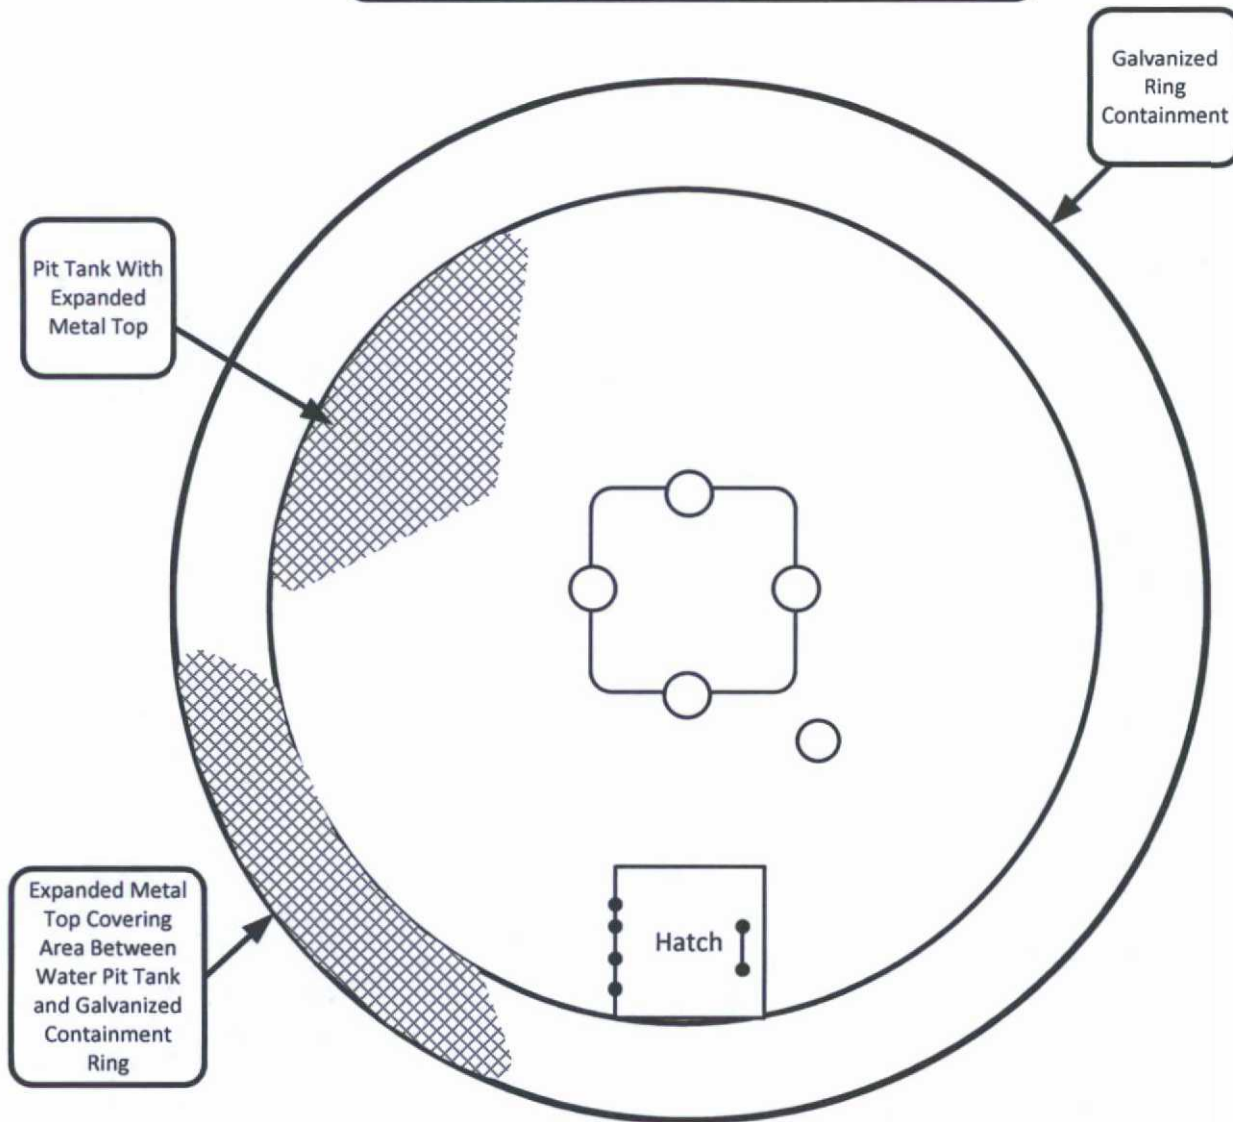 Galvanized
Ring
Containment
Pit Tank With
Expanded
Metal Top
Expanded Metal
Top Covering
Area Between
Water Pit Tank
and Galvanized
Containment
Ring
Hatch